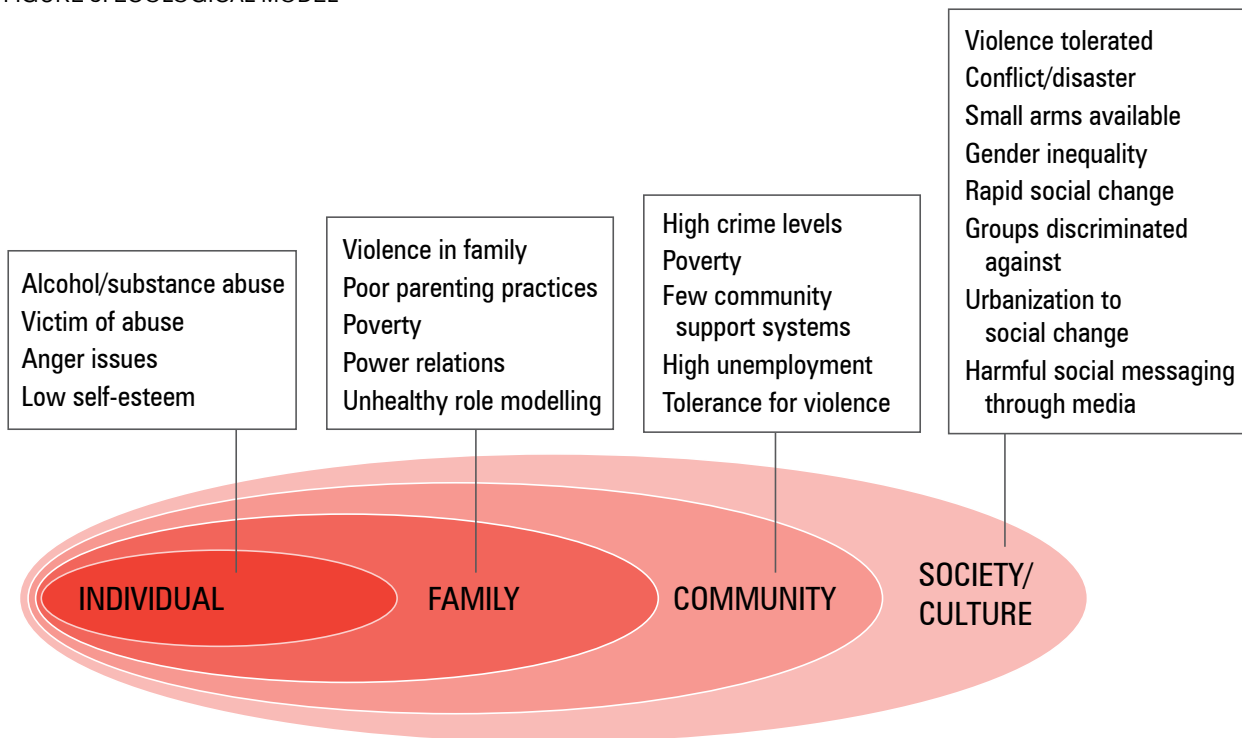 FIGURE ECOLOGICAL MODEL
Alcohol/substance abuse
Victim of abuse
Anger issues
Low self-esteem
Violence in family
Poor parenting practices
Poverty
Power relations
Unhealthy role modelling
High crime levels
Poverty
Few community
support systems
High unemployment
Tolerance for violence
Violence tolerated
Conflict/disaster
Small arms available
Gender inequality
Rapid social change
Groups discriminated
against
Urbanization to
social change
Harmful social messaging
through media
INDIVIDUAL
FAMILY
COMMUNITY
SOCIETY/
CULTURE